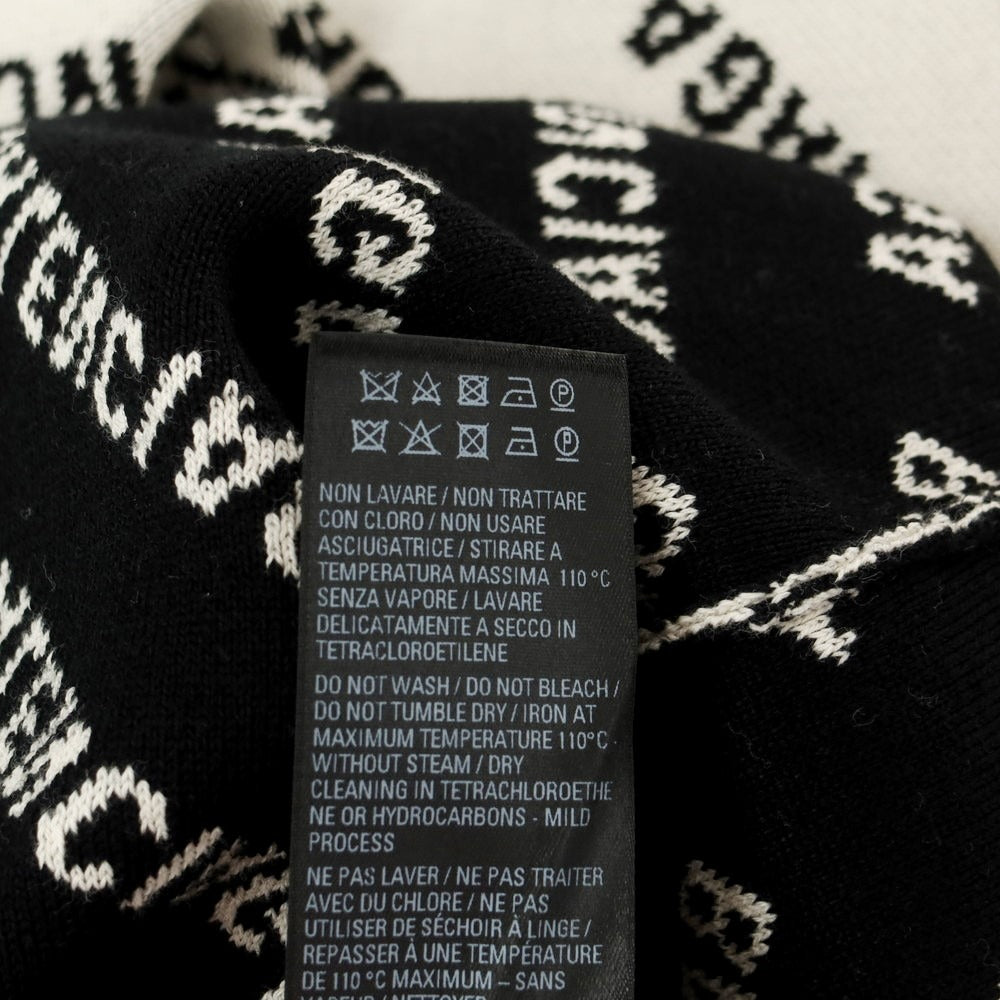 NON LAVARE / NON TRATTARE
CON CLORO / NON USARE
ASCIUGATRICE / STIRARE A
TEMPERATURA MASSIMA 110 °C
SENZA VAPORE / LAVARE
DELICATAMENTE A SECCO IN
TETRACLOROETILENE
DO NOT WASH / DO NOT BLEACH /
DO NOT TUMBLE DRY / IRON AT
MAXIMUM TEMPERATURE 110°C -
WITHOUT STEAM / DRY
CLEANING IN TETRACHLOROETHE
NE OR HYDROCARBONS - MILD
PROCESS
NE PAS LAVER / NE PAS TRAITER
AVEC DU CHLORE / NE PAS
UTILISER DE SÉCHOIR À LINGE /
REPASSER À UNE TEMPÉRATURE
DE 110 °C MAXIMUM – SANS
VAPEUR / NETTOYER